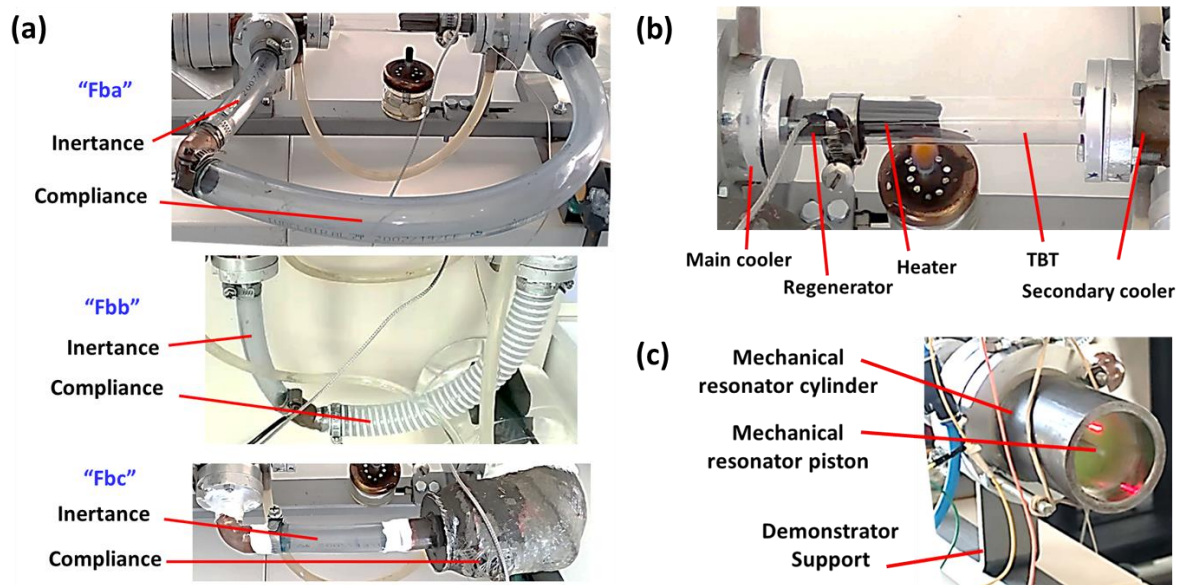 (a)
“Fba”
Inertance
Compliance
“Fbb”
Inertance
Compliance
“Fbc”
Inertance
Compliance
(b)
Main cooler
Regenerator
Heater
TBT
Secondary cooler
(c)
Mechanical
resonator cylinder
Mechanical
resonator piston
Demonstrator
Support